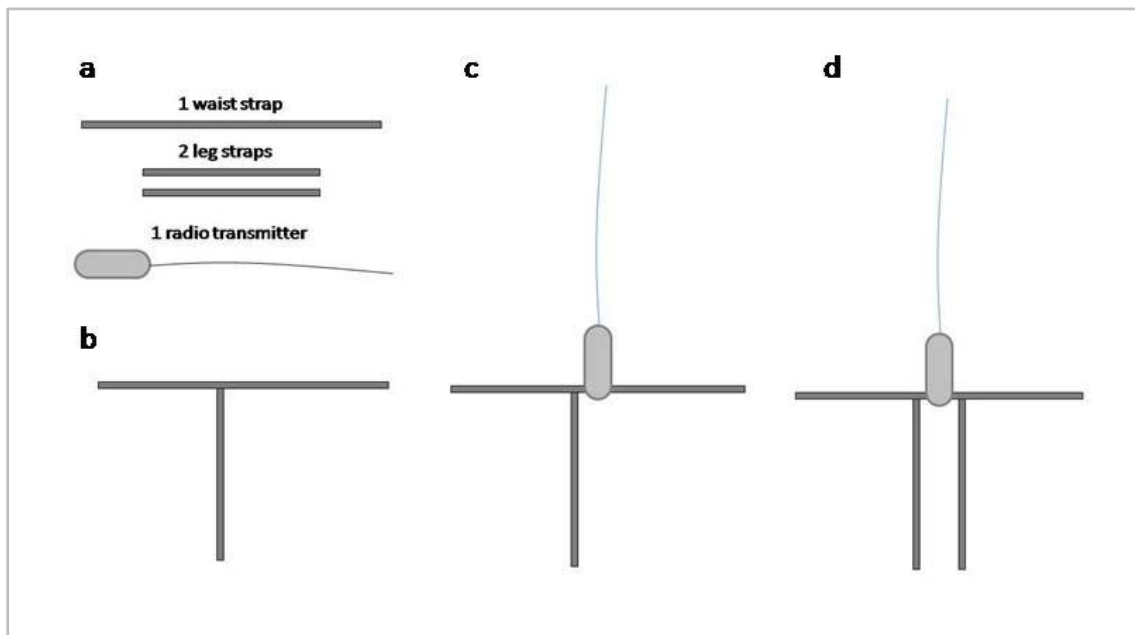 a
1 waist strap
2 leg straps
1 radio transmitter
b
c
d